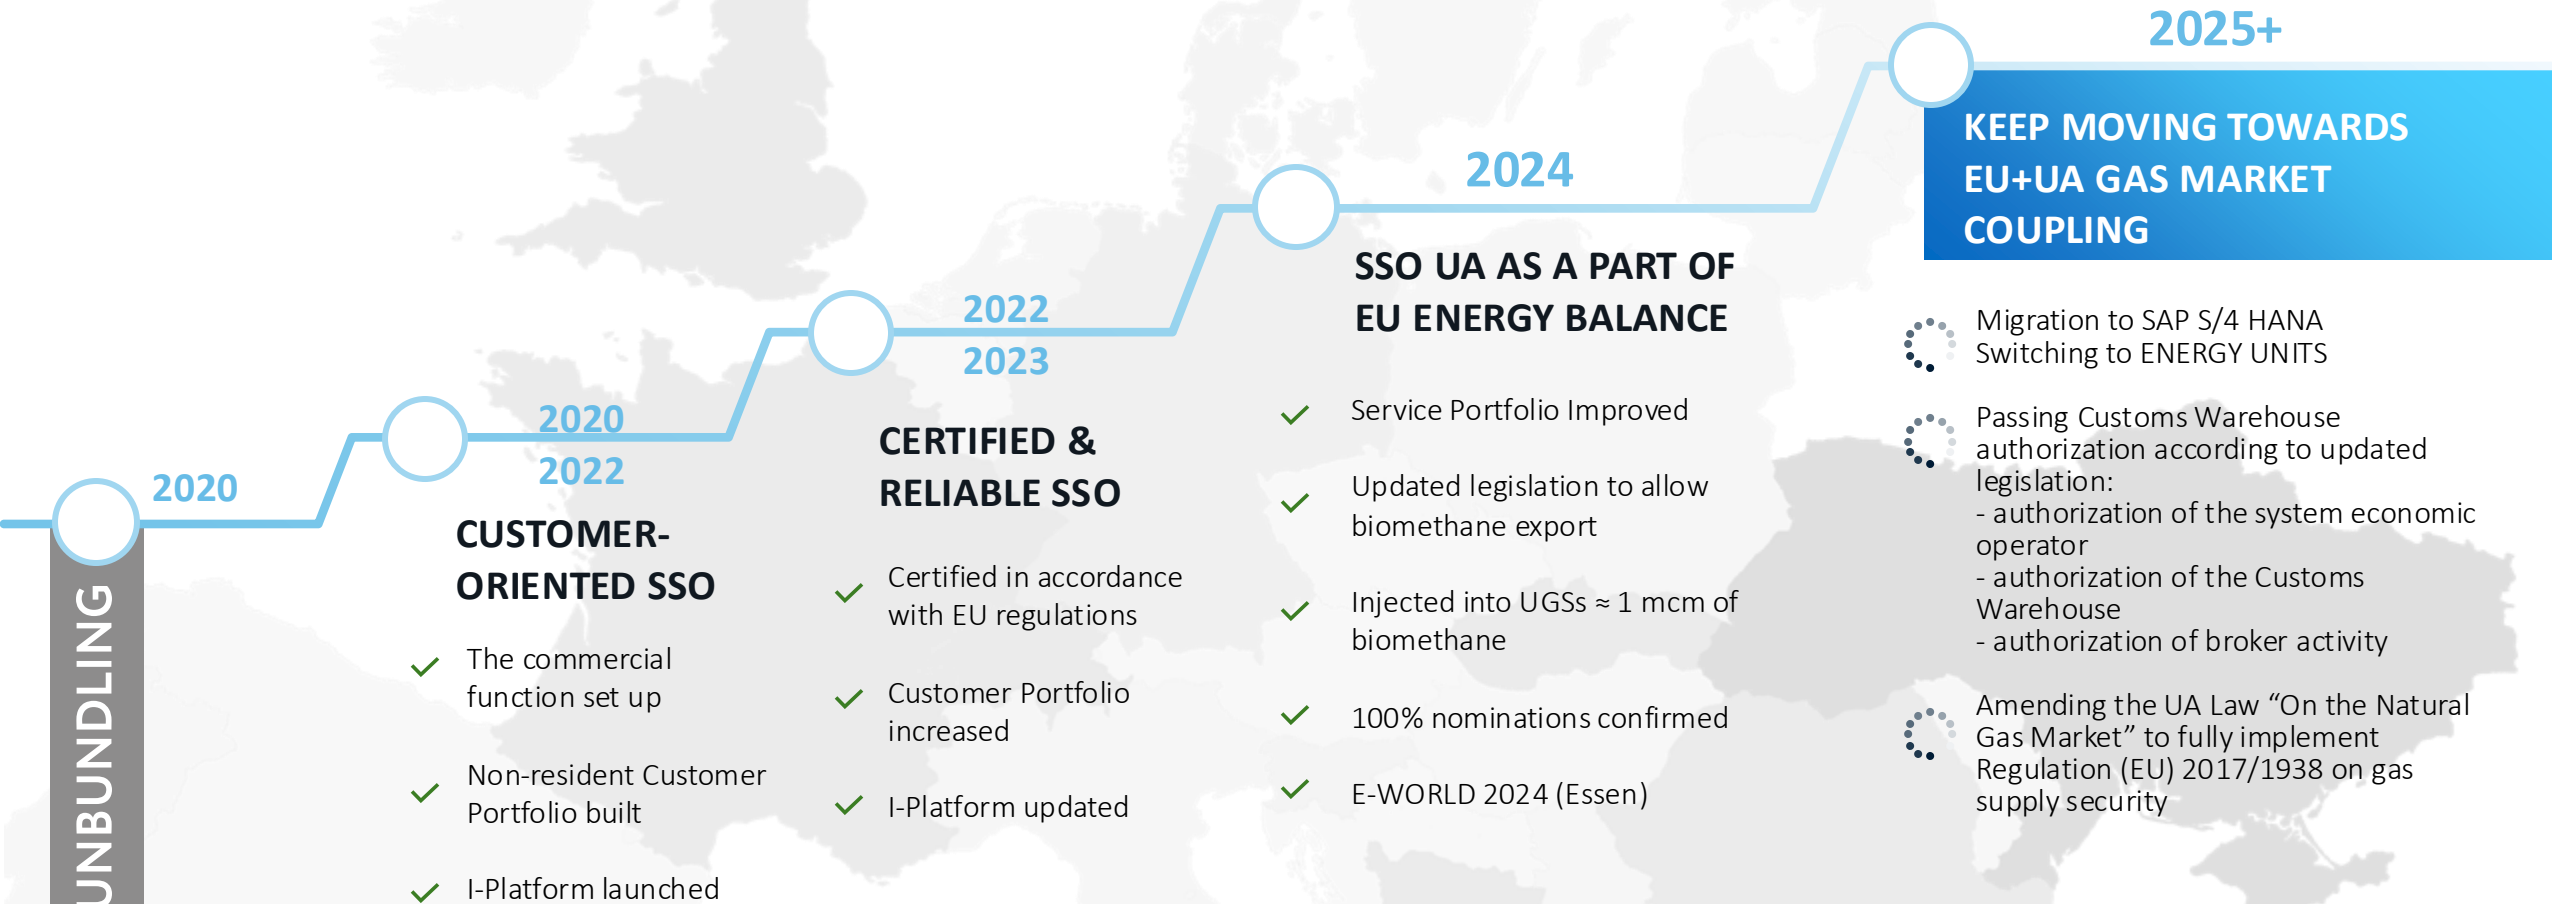 2020
UNBUNDLING
2020
2022
CUSTOMER-
ORIENTED SSO
The commercial
function set up
Non-resident Customer
Portfolio built
I-Platform launched
2022
2023
CERTIFIED &
RELIABLE SSO
Certified in accordance
with EU regulations
Customer Portfolio
increased
I-Platform updated
2024
SSO UA AS A PART OF
EU ENERGY BALANCE
Service Portfolio Improved
Updated legislation to allow
biomethane export
Injected into UGSs ≈ 1 mcm of
biomethane
100% nominations confirmed
E-WORLD 2024 (Essen)
2025+
KEEP MOVING TOWARDS
EU+UA GAS MARKET
COUPLING
Migration to SAP S/4 HANA
Switching to ENERGY UNITS
Passing Customs Warehouse
authorization according to updated
legislation:
- authorization of the system economic
operator
- authorization of the Customs
Warehouse
- authorization of broker activity
Amending the UA Law “On the Natural
Gas Market” to fully implement
Regulation (EU) 2017/1938 on gas
supply security